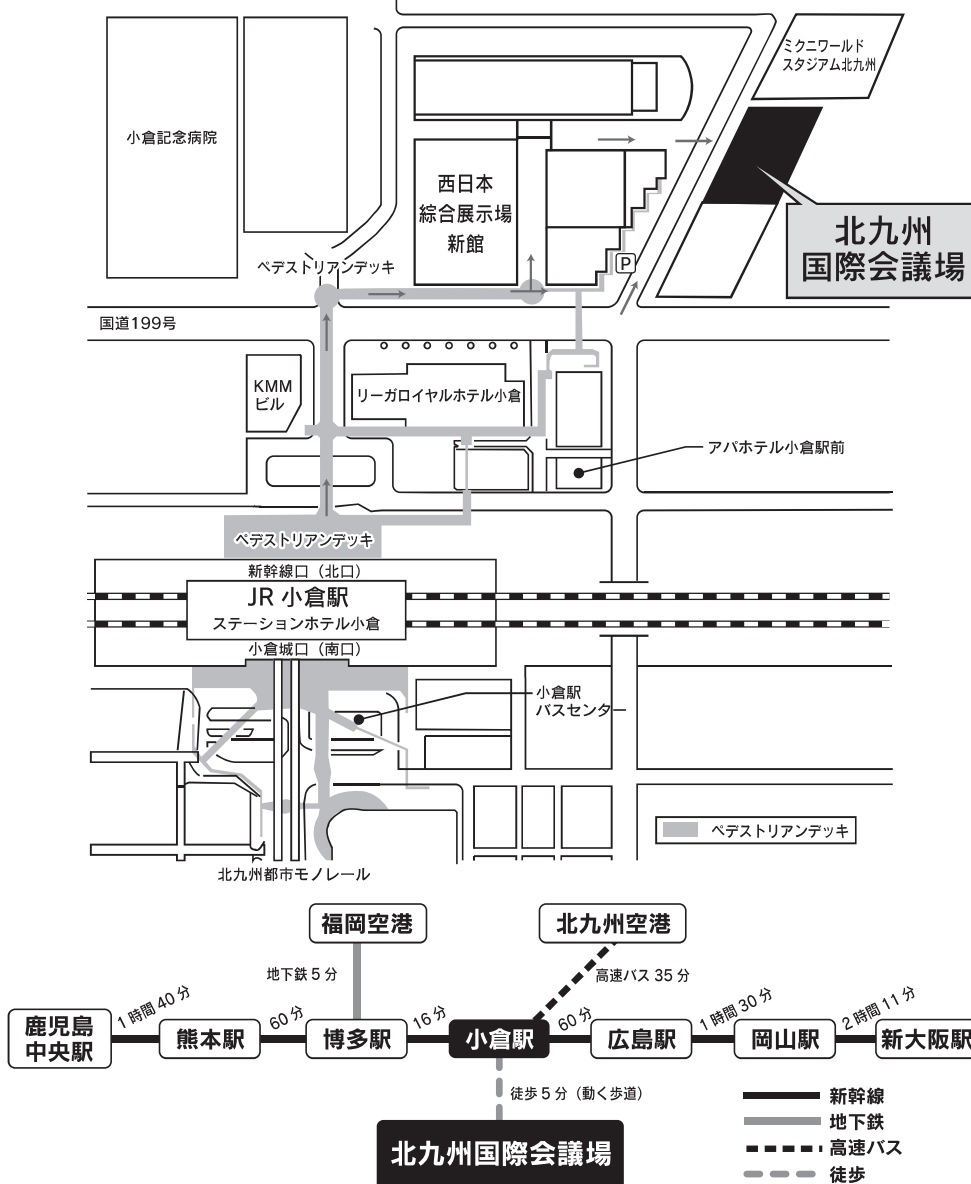 ミクニワールド
スタジアム北九州
小倉記念病院
西日本
綜合展示場
新館
北九州
国際会議場
ペデストリアンデッキ
P
国道199号
KMM
ビル
リーガロイヤルホテル小倉
アパホテル小倉駅前
ペデストリアンデッキ
新幹線口（北口）
JR 小倉駅
ステーションホテル小倉
小倉城口（南口）
小倉駅
バスセンター
ペデストリアンデッキ
北九州都市モノレール
福岡空港
北九州空港
地下鉄 5 分
高速バス 35 分
鹿児島
中央駅
1 時間 40 分
熊本駅
60 分
博多駅
16 分
小倉駅
60 分
広島駅
1 時間 30 分
岡山駅
2 時間 11 分
新大阪駅
徒歩 5 分（動く歩道）
北九州国際会議場
新幹線
地下鉄
高速バス
徒歩